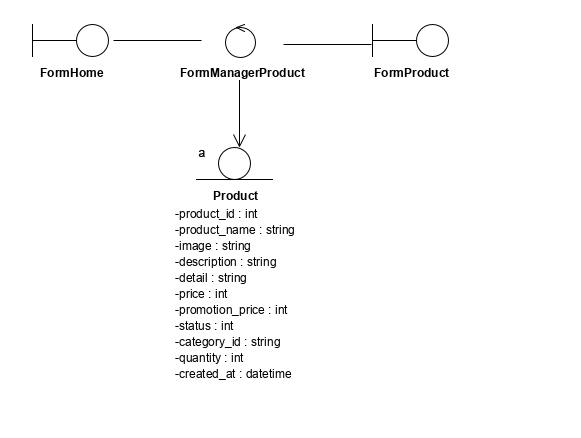 FormHome
FormManagerProduct
FormProduct
a
Product
-product_id : int
-product_name : string
-image : string
-description : string
-detail : string
-price : int
-promotion_price : int
-status : int
-category_id : string
-quantity : int
-created_at : datetime